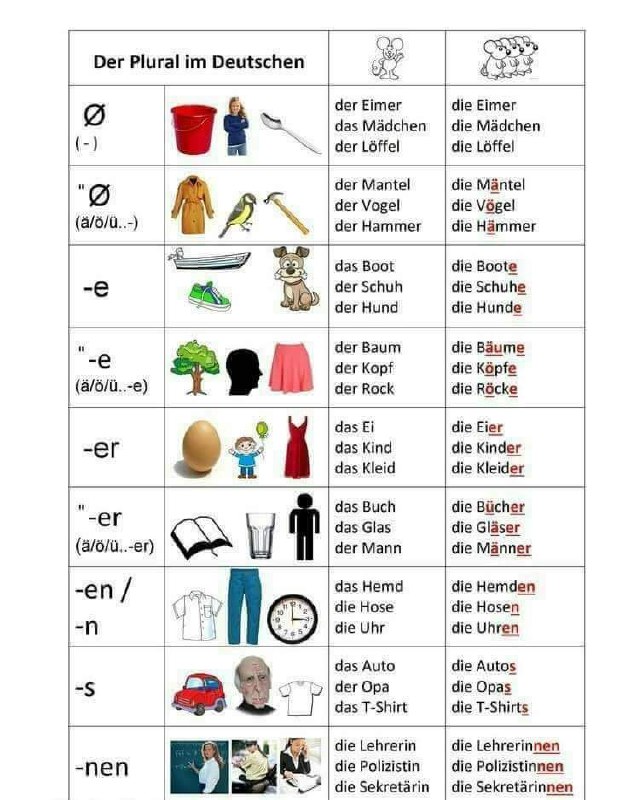 Der Plural im Deutschen
Ø
(-)
der Eimer
das Mädchen
der Löffel
die Eimer
die Mädchen
die Löffel
"Ø
(ä/ö/ü..-)
der Mantel
der Vogel
der Hammer
die Mäntel
die Vögel
die Hämmer
-e
das Boot
der Schuh
der Hund
die Boote
die Schuhe
die Hunde
"-e
(ä/ö/ü..-e)
der Baum
der Kopf
der Rock
die Bäume
die Köpfe
die Röcke
-er
das Ei
das Kind
das Kleid
die Eier
die Kinder
die Kleider
"-er
(ä/ö/ü..-er)
das Buch
das Glas
der Mann
die Bücher
die Gläser
die Männer
-en /
-n
das Hemd
die Hose
die Uhr
die Hemden
die Hosen
die Uhren
-s
das Auto
der Opa
das T-Shirt
die Autos
die Opas
die T-Shirts
-nen
die Lehrerin
die Polizistin
die Sekretärin
die Lehrerinnen
die Polizistinnen
die Sekretärinnen